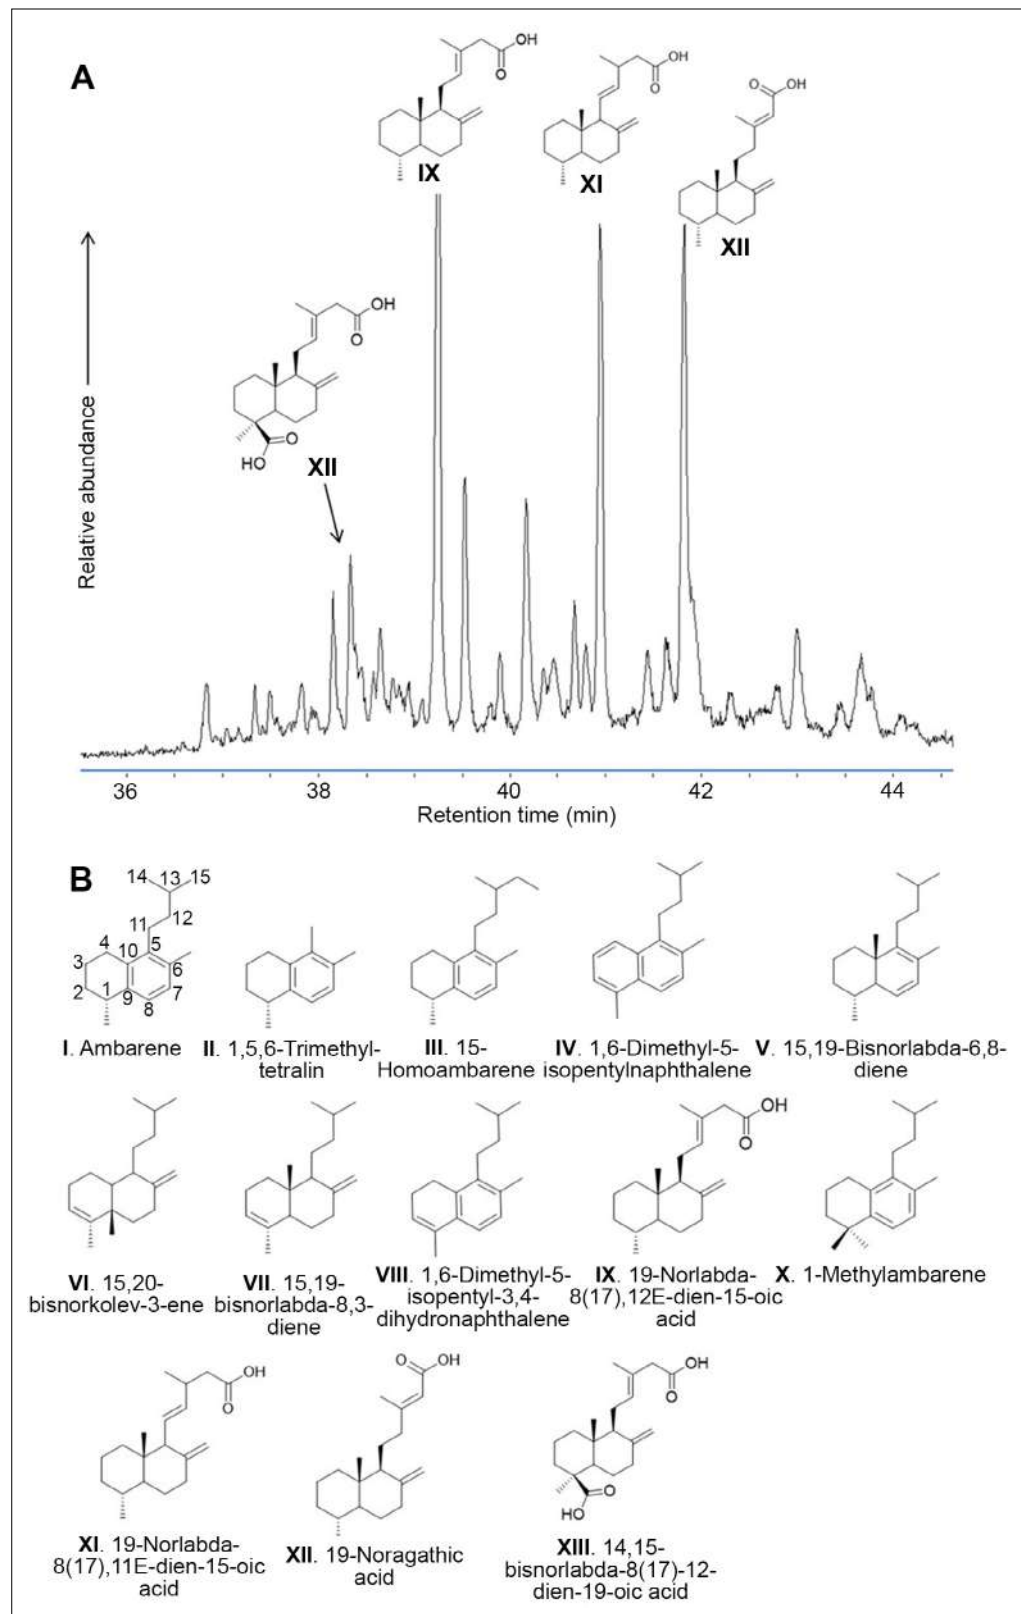 A
OH
O
IX
OH
O
XI
O
OH
XII
OH
O
O
HO
XII
Relative abundance
36
38
40
42
44
Retention time (min)
B
14
13
15
11
12
4
5
10
3
6
2
1
9
7
8
I. Ambarene
II. 1,5,6-Trimethyl-
tetralin
III. 15-
Homoambarene
IV. 1,6-Dimethyl-5-
isopentylnaphthalene
V. 15,19-Bisnorlabda-6,8-
diene
VI. 15,20-
bisnorkolev-3-ene
VII. 15,19-
bisnorlabda-8,3-
diene
VIII. 1,6-Dimethyl-5-
isopentyl-3,4-
dihydronaphthalene
OH
O
IX. 19-Norlabda-
8(17),12E-dien-15-oic
acid
X. 1-Methylambarene
OH
O
XI. 19-Norlabda-
8(17),11E-dien-15-oic
acid
O
OH
XII. 19-Noragathic
acid
OH
O
O
HO
XIII. 14,15-
bisnorlabda-8(17)-12-
dien-19-oic acid